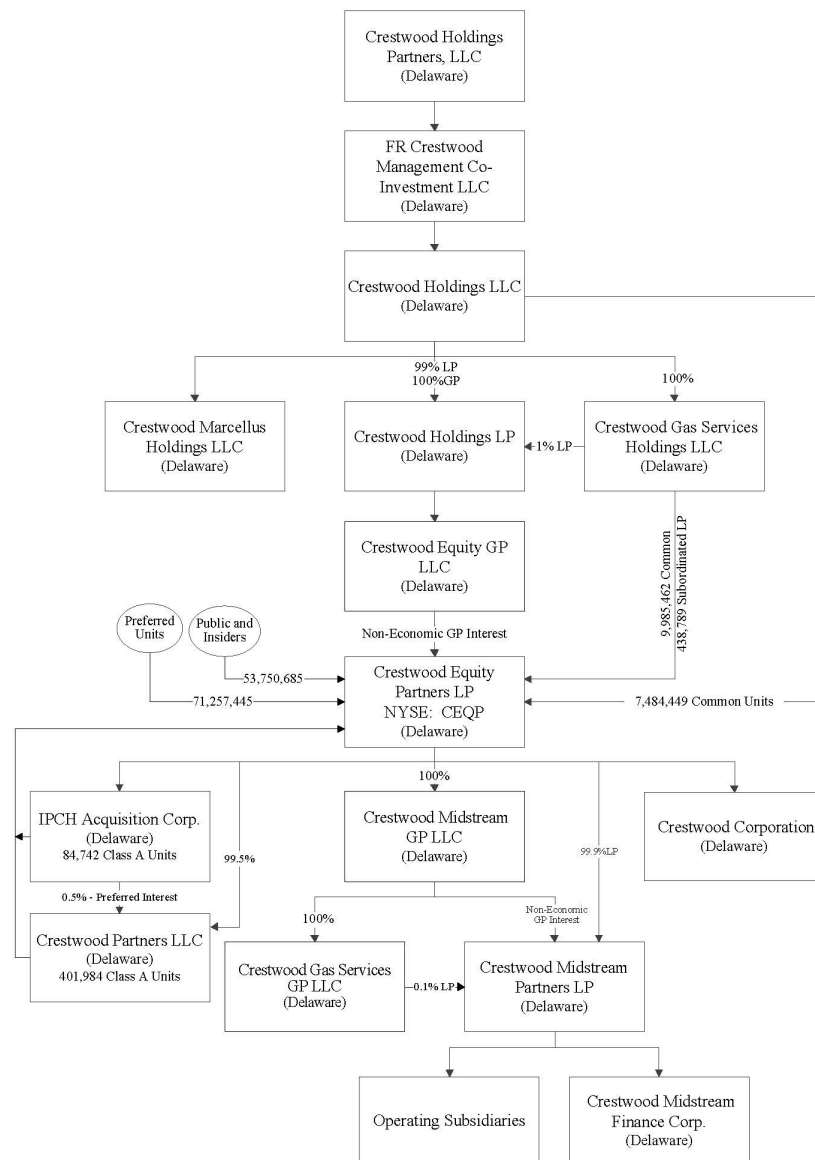 Crestwood Holdings
Partners, LLC
(Delaware)
FR Crestwood
Management Co-
Investment LLC
(Delaware)
Crestwood Holdings LLC
(Delaware)
99% LP
100%GP
100%
Crestwood Marcellus
Holdings LLC
(Delaware)
Crestwood Holdings LP
(Delaware)
1% LP
Crestwood Gas Services
Holdings LLC
(Delaware)
9,985,462 Common
438,789 Subordinated LP
Crestwood Equity GP
LLC
(Delaware)
Preferred
Units
Public and
Insiders
Non-Economic GP Interest
53,750,685
71,257,445
Crestwood Equity
Partners LP
NYSE: CEQP
(Delaware)
7,484,449 Common Units
100%
IPCH Acquisition Corp.
(Delaware)
84,742 Class A Units
99.5%
Crestwood Midstream
GP LLC
(Delaware)
99.9%LP
Crestwood Corporation
(Delaware)
0.5% - Preferred Interest
Crestwood Partners LLC
(Delaware)
401,984 Class A Units
100%
Non-Economic
GP Interest
Crestwood Gas Services
GP LLC
(Delaware)
0.1% LP
Crestwood Midstream
Partners LP
(Delaware)
Operating Subsidiaries
Crestwood Midstream
Finance Corp.
(Delaware)